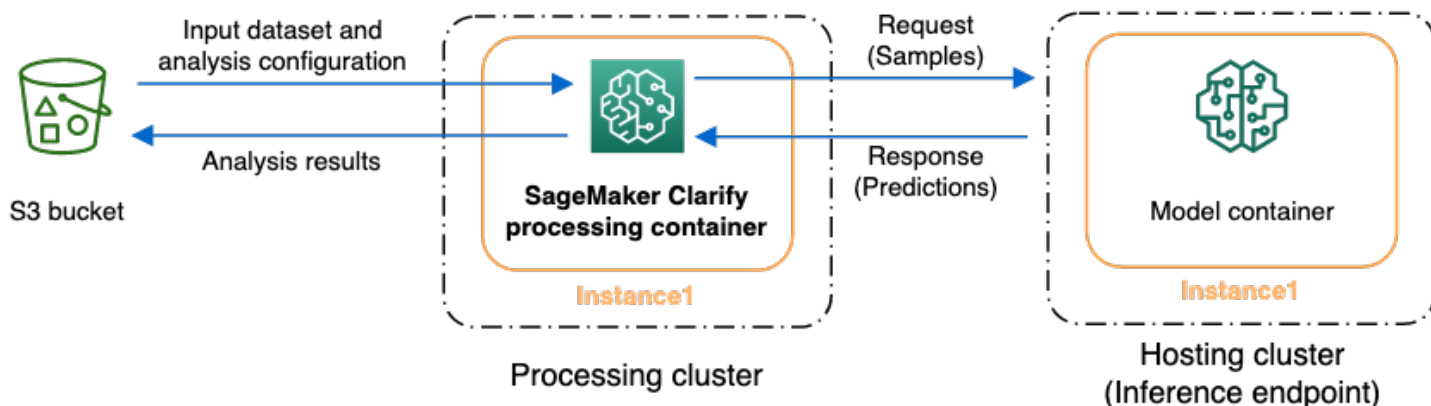 Input dataset and
analysis configuration
Analysis results
S3 bucket
SageMaker Clarify
processing container
Instance1
Processing cluster
Request
(Samples)
Response
(Predictions)
Model container
Instance1
Hosting cluster
(Inference endpoint)